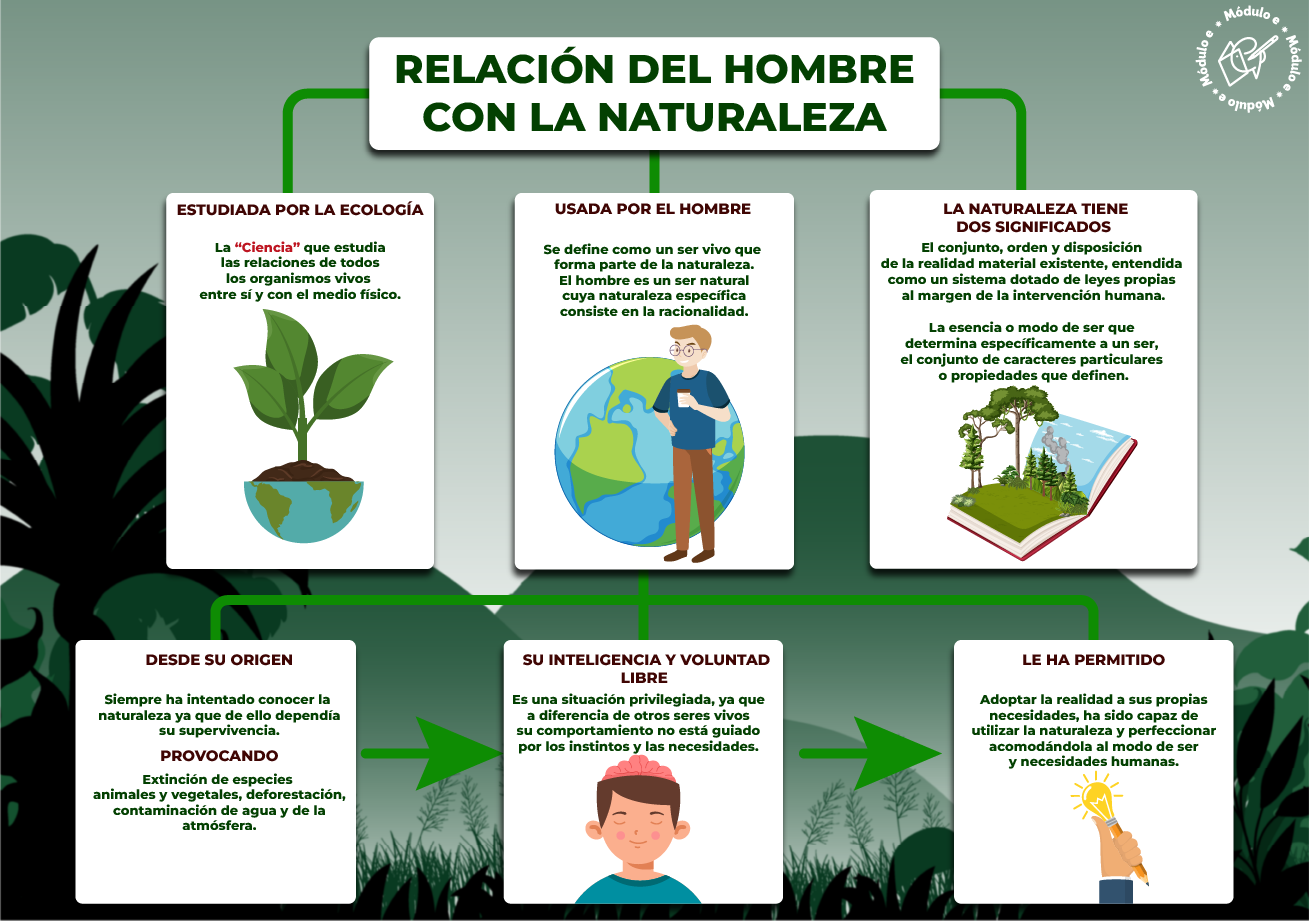 Módulo e * Módulo e * Módulo e * Módulo e *
RELACIÓN DEL HOMBRE
CON LA NATURALEZA
ESTUDIADA POR LA ECOLOGÍA
La “Ciencia” que estudia
las relaciones de todos
los organismos vivos
entre sí y con el medio físico.
USADA POR EL HOMBRE
Se define como un ser vivo que
forma parte de la naturaleza.
El hombre es un ser natural
cuya naturaleza específica
consiste en la racionalidad.
LA NATURALEZA TIENE
DOS SIGNIFICADOS
El conjunto, orden y disposición
de la realidad material existente, entendida
como un sistema dotado de leyes propias
al margen de la intervención humana.
La esencia o modo de ser que
determina específicamente a un ser,
el conjunto de caracteres particulares
o propiedades que definen.
DESDE SU ORIGEN
Siempre ha intentado conocer la
naturaleza ya que de ello dependía
su supervivencia.
PROVOCANDO
Extinción de especies
animales y vegetales, deforestación,
contaminación de agua y de la
atmósfera.
SU INTELIGENCIA Y VOLUNTAD
LIBRE
Es una situación privilegiada, ya que
a diferencia de otros seres vivos
su comportamiento no está guiado
por los instintos y las necesidades.
LE HA PERMITIDO
Adoptar la realidad a sus propias
necesidades, ha sido capaz de
utilizar la naturaleza y perfeccionar
acomodándola al modo de ser
y necesidades humanas.